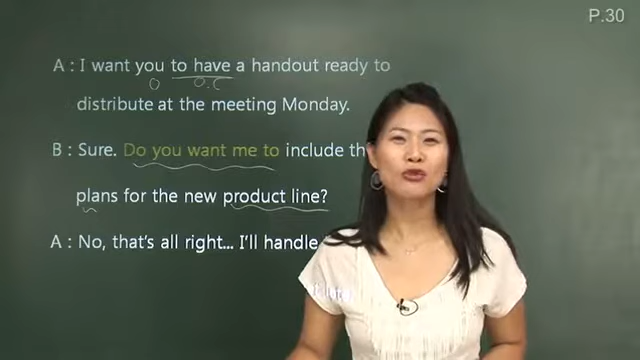 P.30
A : I want you to have a handout ready to
O O.C
distribute at the meeting Monday.
B : Sure. Do you want me to include th
plans for the new product line?
A : No, that's all right... I'll handle
later